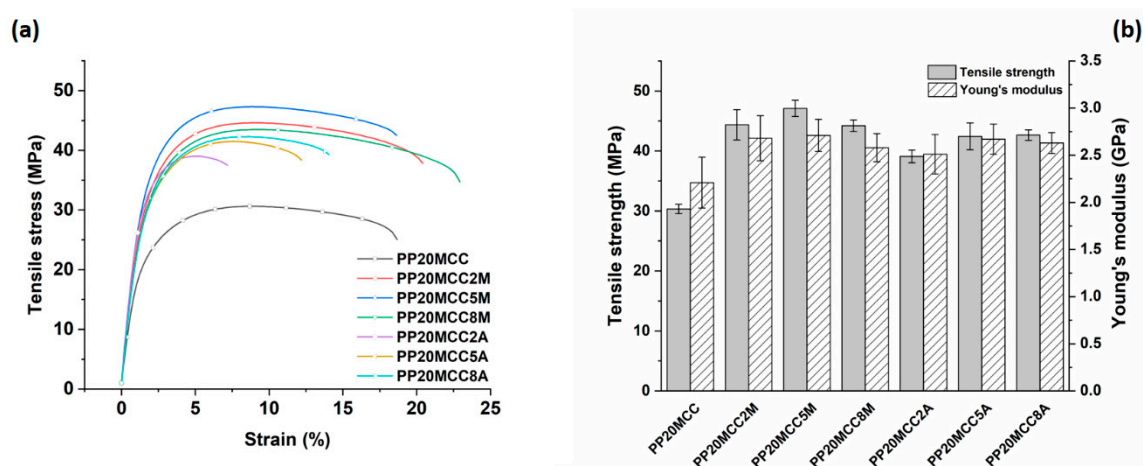 (a)
Tensile stress (MPa)
50
40
30
20
10
0
PP20MCC
PP20MCC2M
PP20MCC5M
PP20MCC8M
PP20MCC2A
PP20MCC5A
PP20MCC8A
0 5 10 15 20 25
Strain (%)
(b)
Tensile strength (MPa)
50
40
30
20
10
0
Tensile strength
Young's modulus
3.5
3.0
2.5
2.0
1.5
1.0
0.5
0.0
Young's modulus (GPa)
PP20MCC
PP20MCC2M
PP20MCC5M
PP20MCC8M
PP20MCC2A
PP20MCC5A
PP20MCC8A